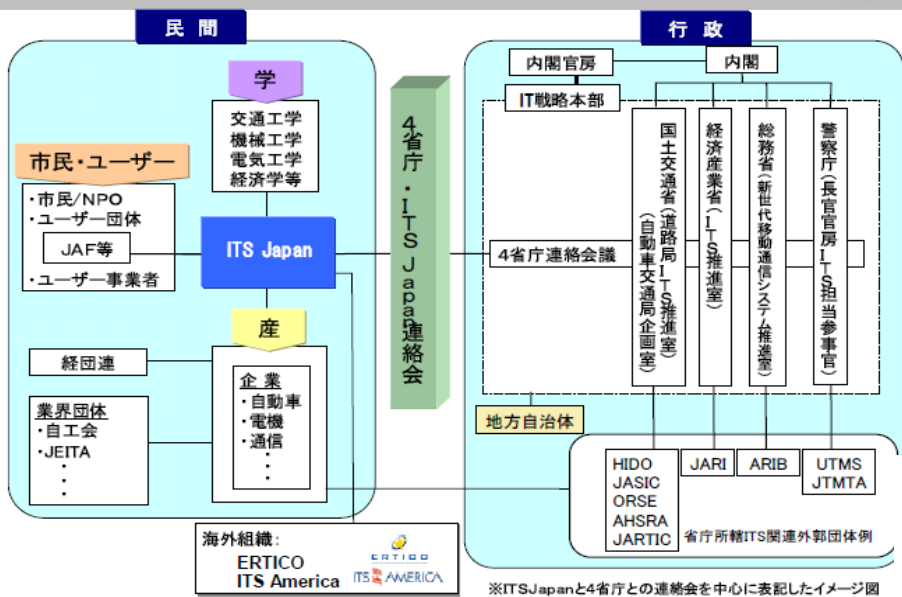 民 間
学
交通工学
機械工学
電気工学
経済学等
市民・ユーザー
・市民/NPO
・ユーザー団体
JAF等
・ユーザー事業者
ITS Japan
産
経団連
業界団体
・自工会
・JEITA
・
・
・
企 業
・自動車
・電機
・通信
・
・
・
海外組織:
ERTICO
ITS America
ERTICO
ITS AMERICA
4省庁・ITS Japan連絡会
行 政
内閣官房
内閣
IT戦略本部
4省庁連絡会議
国土交通省(道路局ITS推進室)
(自動車交通局企画室)
経済産業省(ITS推進室)
総務省(新世代移動通信システム推進室)
警察庁(長官官房ITS担当参事官)
地方自治体
HIDO
JASIC
ORSE
AHSRA
JARTIC
JARI
ARIB
UTMS
JTMTA
省庁所轄ITS関連外郭団体例
※ITSJapanと4省庁との連絡会を中心に表記したイメージ図